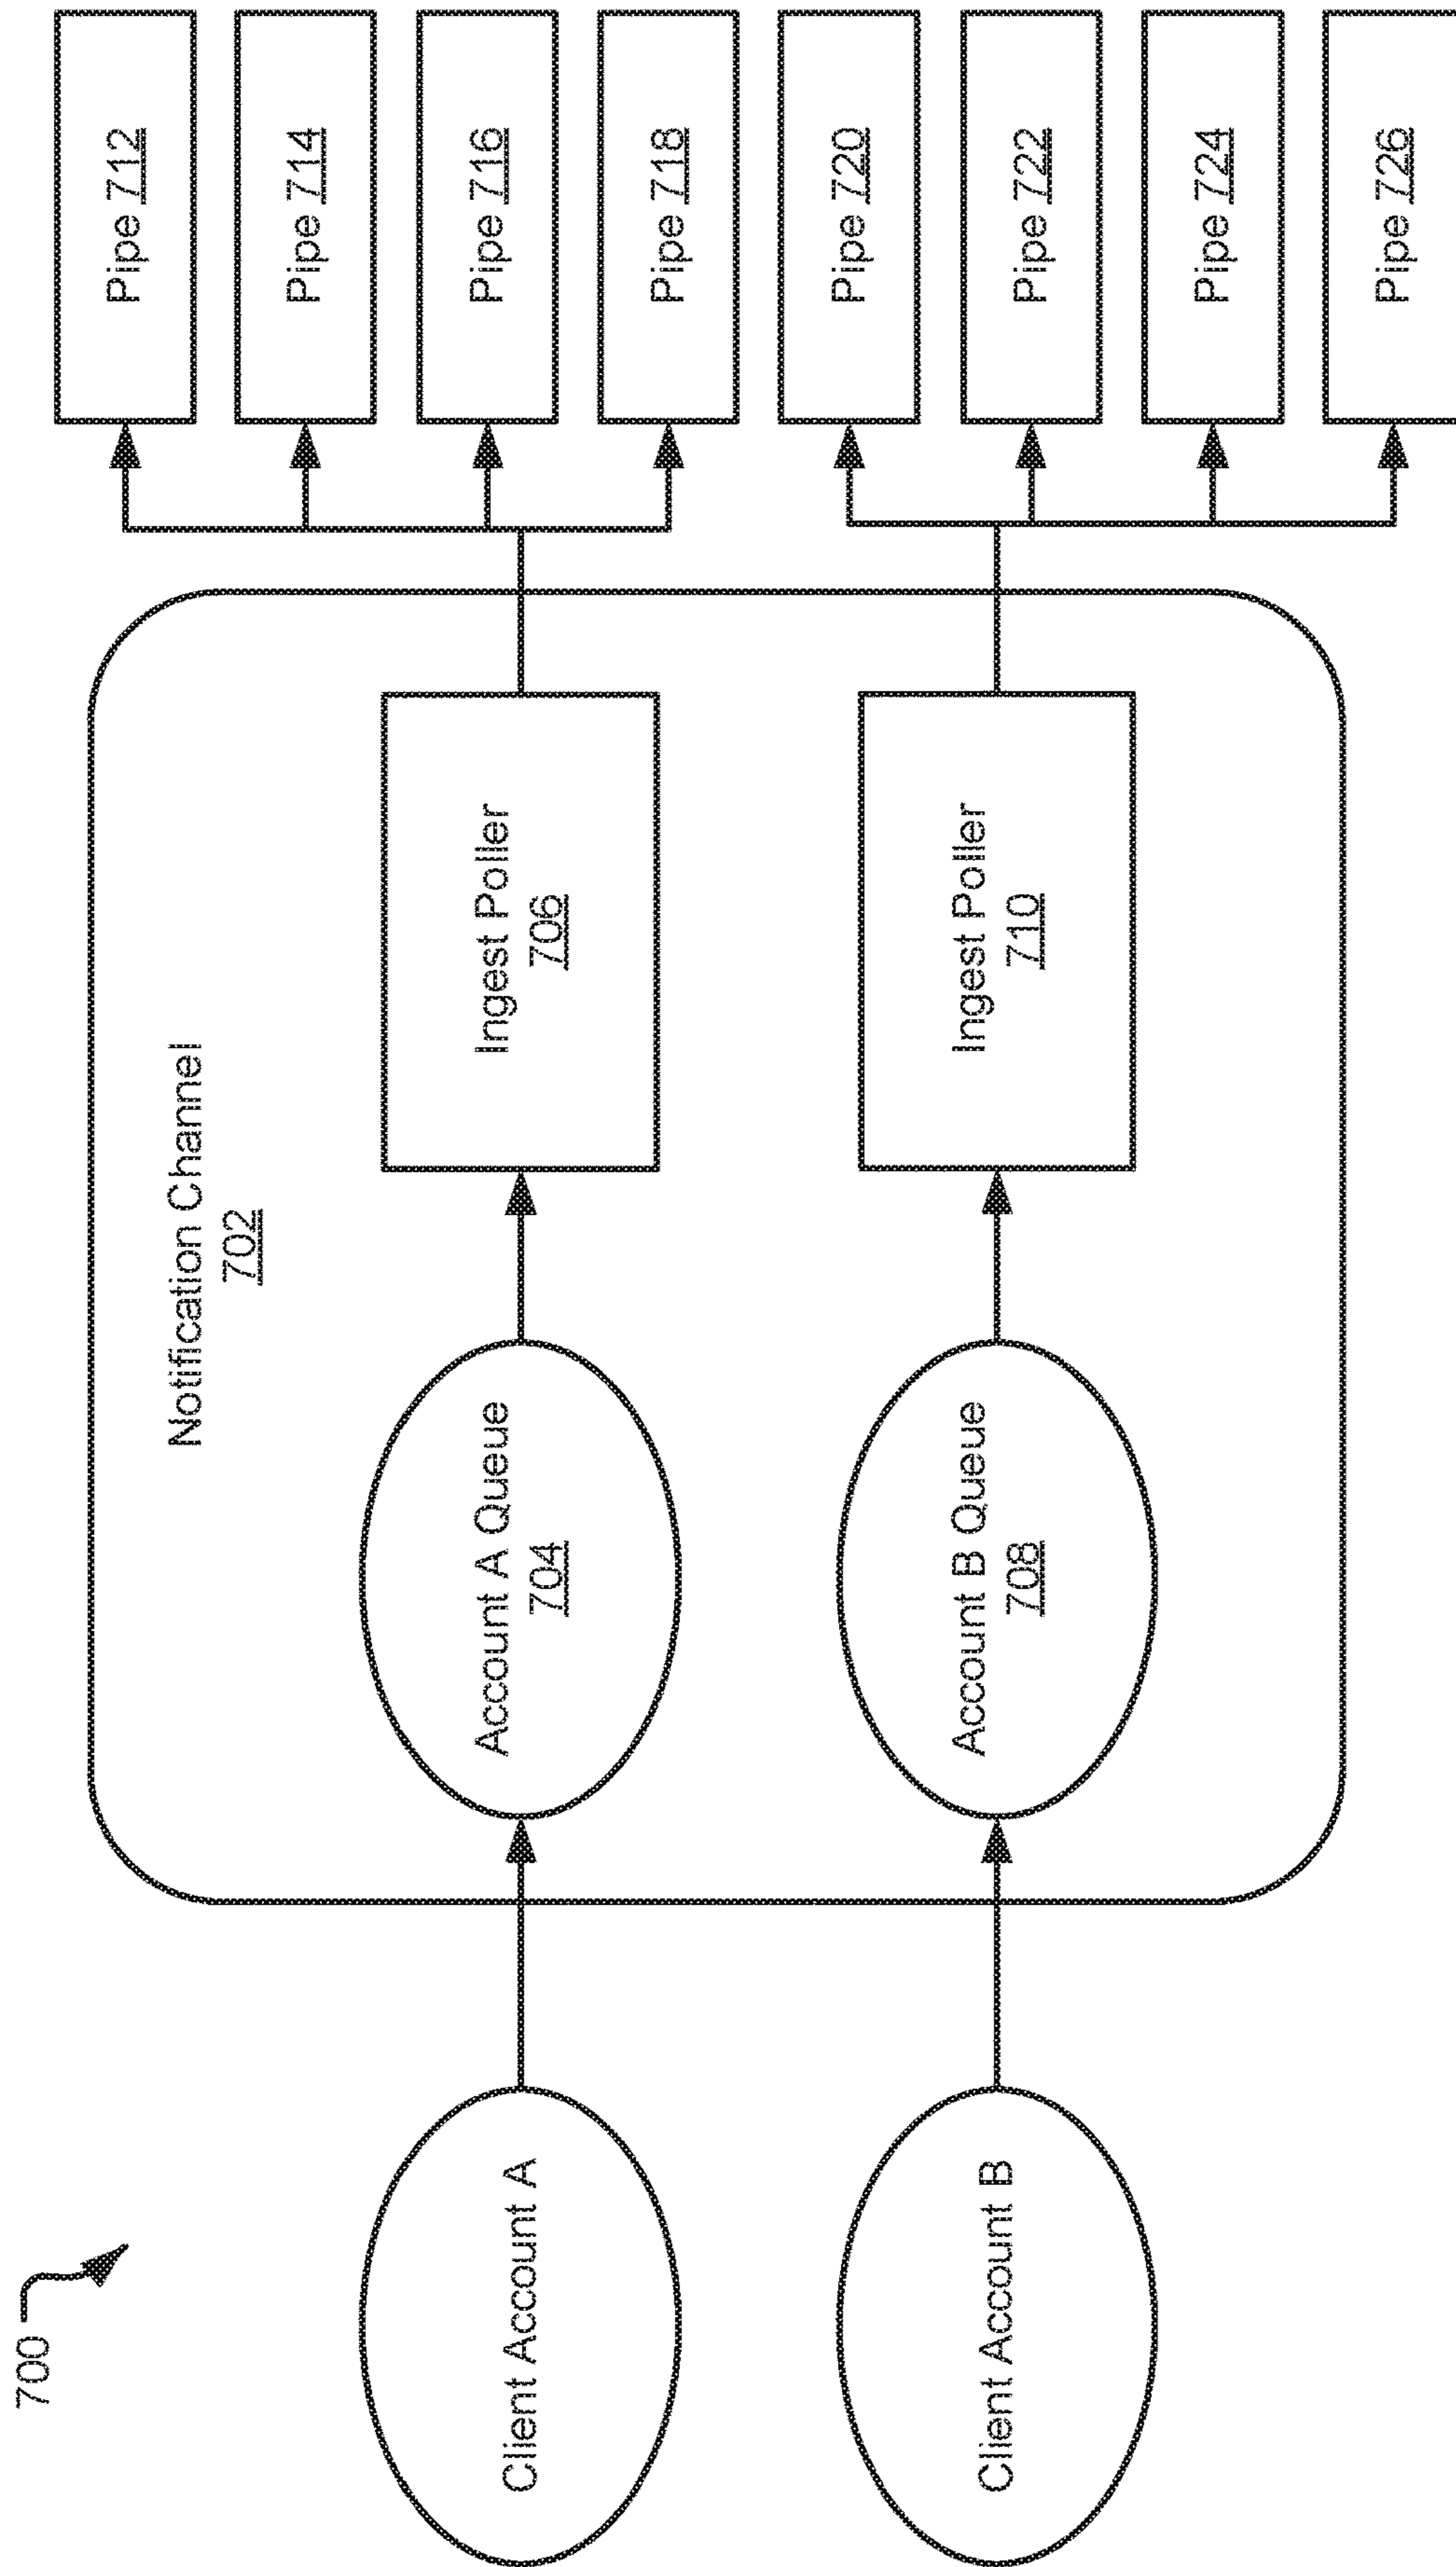 700
Notification Channel
702
Client Account A
Account A Queue
704
Ingest Poller
706
Client Account B
Account B Queue
708
Ingest Poller
710
Pipe 712
Pipe 714
Pipe 716
Pipe 718
Pipe 720
Pipe 722
Pipe 724
Pipe 726